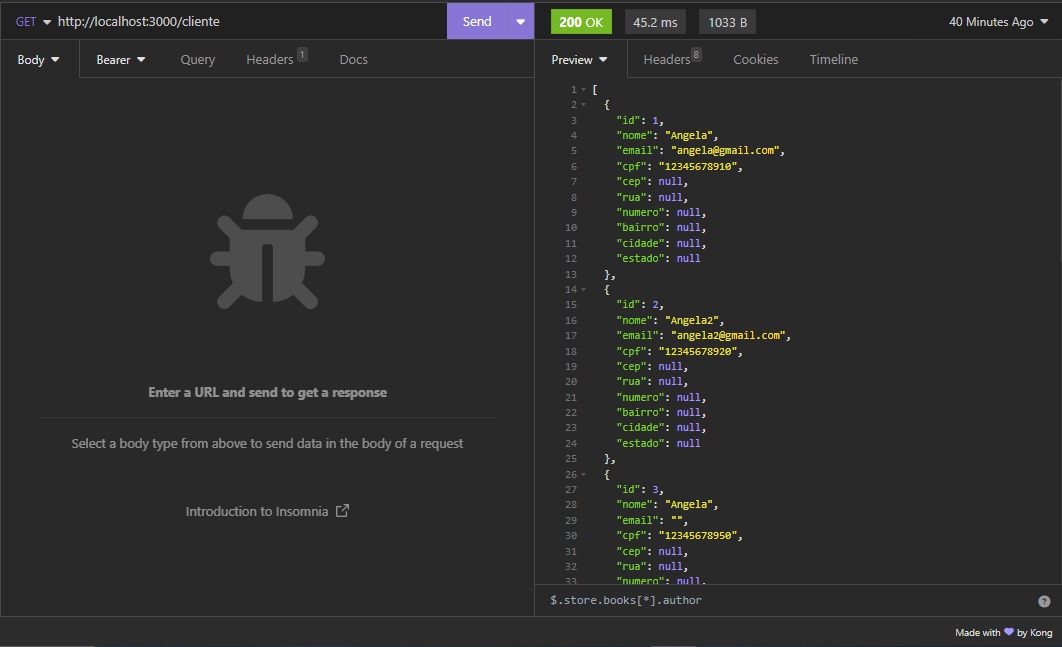 GET http://localhost:3000/cliente Send 200 OK 45.2 ms 1033 B 40 Minutes Ago
Body Bearer Query Headers 1 Docs Preview Headers 8 Cookies Timeline
Enter a URL and send to get a response
Select a body type from above to send data in the body of a request
Introduction to Insomnia
1 [
2 {
3 "id": 1,
4 "nome": "Angela",
5 "email": "angela@gmail.com",
6 "cpf": "12345678910",
7 "cep": null,
8 "rua": null,
9 "numero": null,
10 "bairro": null,
11 "cidade": null,
12 "estado": null
13 },
14 {
15 "id": 2,
16 "nome": "Angela2",
17 "email": "angela2@gmail.com",
18 "cpf": "12345678920",
19 "cep": null,
20 "rua": null,
21 "numero": null,
22 "bairro": null,
23 "cidade": null,
24 "estado": null
25 },
26 {
27 "id": 3,
28 "nome": "Angela",
29 "email": "",
30 "cpf": "12345678950",
31 "cep": null,
32 "rua": null,
33 "numero": null,
$.store.books[*].author ?
Made with 💜 by Kong